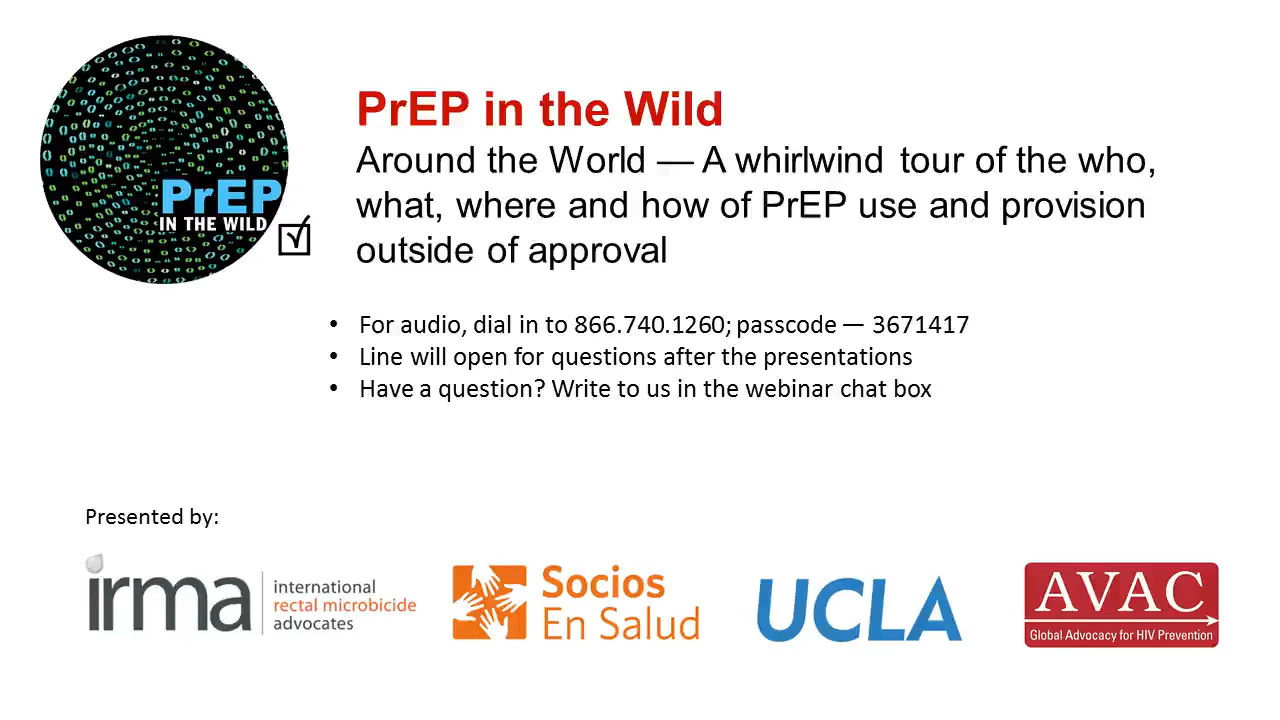 PrEP
IN THE WILD
PrEP in the Wild
Around the World — A whirlwind tour of the who,
what, where and how of PrEP use and provision
outside of approval
• For audio, dial in to 866.740.1260; passcode — 3671417
• Line will open for questions after the presentations
• Have a question? Write to us in the webinar chat box
Presented by:
irma
international
rectal microbicide
advocates
Socios
En Salud
UCLA
AVAC
Global Advocacy for HIV Prevention